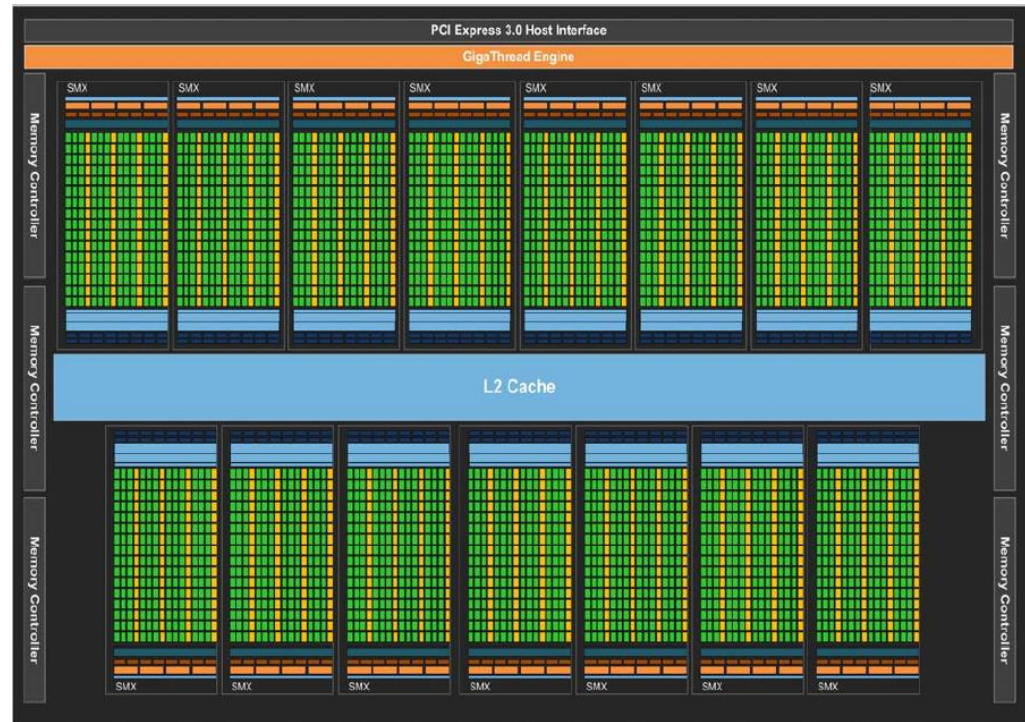 PCI Express 3.0 Host Interface
GigaThread Engine
Memory Controller
Memory Controller
Memory Controller
SMX
SMX
SMX
SMX
SMX
SMX
SMX
SMX
L2 Cache
SMX
SMX
SMX
SMX
SMX
SMX
SMX
Memory Controller
Memory Controller
Memory Controller